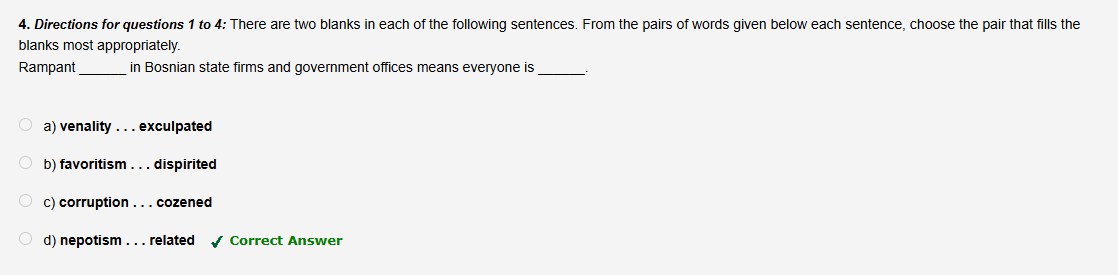 4. Directions for questions 1 to 4: There are two blanks in each of the following sentences. From the pairs of words given below each sentence, choose the pair that fills the
blanks most appropriately.
Rampant ______ in Bosnian state firms and government offices means everyone is ______.
a) venality . . . exculpated
b) favoritism . . . dispirited
c) corruption . . . cozened
d) nepotism . . . related ✓ Correct Answer